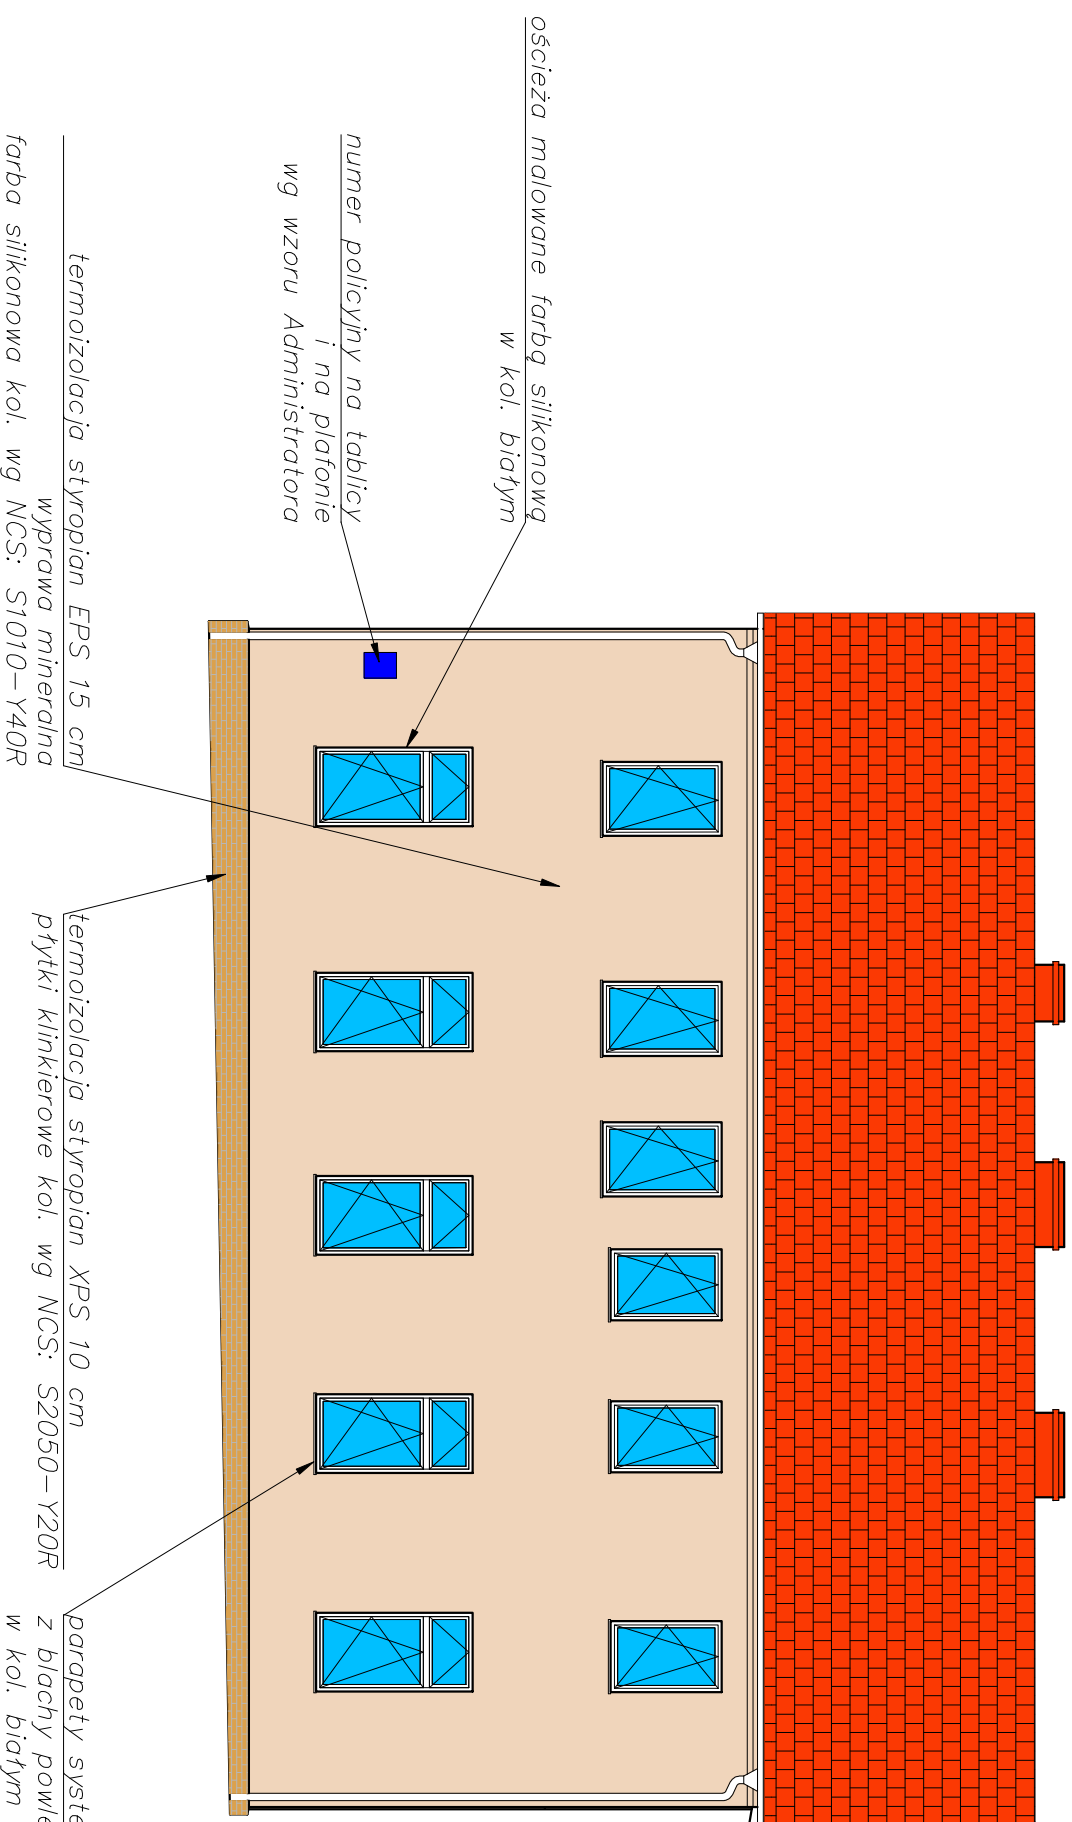 ościeża malowane farbą silikonową
w kol. białym
numer policyjny na tablicy
i na plafonie
wg wzoru Administratora
termoizolacja styropian EPS 15 cm
wyprawa mineralna
farba silikonowa kol. wg NCS: S1010-Y40R
termoizolacja styropian XPS 10 cm
płytki klinkierowe kol. wg NCS: S2050-Y20R
parapety syste
z blachy powle
w kol. białym